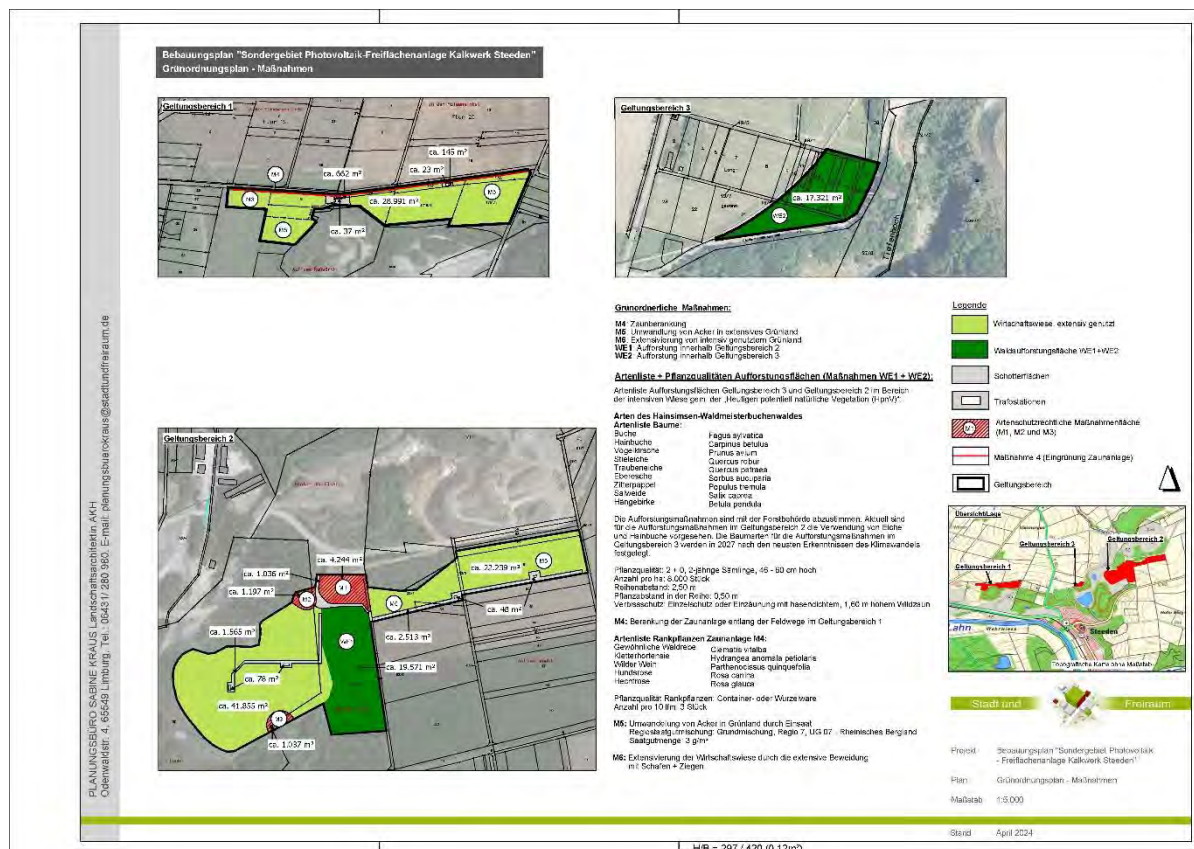 Bebauungsplan "Sondergebiet Photovoltaik-Freiflächenanlage Kalkwerk Steeden"
Grünordnungsplan - Maßnahmen
Geltungsbereich 1
M4
ca. 662 m²
ca. 145 m²
ca. 23 m²
ca. 28.991 m²
ca. 37 m²
M5
M5
Geltungsbereich 3
ca. 17.321 m²
WE2
Tiefenbach
Grünordnerliche Maßnahmen:
M4: Zaunberankung
M5: Umwandlung von Acker in extensives Grünland
M6: Extensivierung von intensiv genutztem Grünland
WE1: Aufforstung innerhalb Geltungsbereich 2
WE2: Aufforstung innerhalb Geltungsbereich 3
Artenliste + Pflanzqualitäten Aufforstungsflächen (Maßnahmen WE1 + WE2):
Artenliste Aufforstungsflächen Geltungsbereich 3 und Geltungsbereich 2 im Bereich
der intensiven Wiese gem. der „Heutigen potentiell natürliche Vegetation (HpnV)“
Arten des Hainsimsen-Waldmeisterbuchenwaldes
Artenliste Bäume:
Buche Fagus sylvatica
Hainbuche Carpinus betulus
Vogelkirsche Prunus avium
Stieleiche Quercus robur
Traubeneiche Quercus petraea
Eberesche Sorbus aucuparia
Zitterpappel Populus tremula
Salweide Salix caprea
Hängebirke Betula pendula
Die Aufforstungsmaßnahmen sind mit der Forstbehörde abzustimmen. Aktuell sind
für die Aufforstungsmaßnahmen im Geltungsbereich 2 die Verwendung von Eiche
und Hainbuche vorgesehen. Die Baumarten für die Aufforstungsmaßnahmen im
Geltungsbereich 3 werden in 2027 nach den neusten Erkenntnissen des Klimawandels
festgelegt.
Pflanzqualität: 2 + 0, 2-jährige Sämlinge, 46 - 60 cm hoch
Anzahl pro ha: 8.000 Stück
Reihenabstand: 2,50 m
Pflanzabstand in der Reihe: 0,50 m
Verbissschutz: Einzelschutz oder Einzäunung mit hasendichtem, 1,60 m hohem Wildzaun
M4: Berankung der Zaunanlage entlang der Feldwege im Geltungsbereich 1
Artenliste Rankpflanzen Zaunanlage M4:
Gewöhnliche Waldrebe Clematis vitalba
Kletterhortensie Hydrangea anomala petiolaris
Wilder Wein Parthenocissus quinquefolia
Hundsrose Rosa canina
Hechtrose Rosa glauca
Pflanzqualität Rankpflanzen: Container- oder Wurzelware
Anzahl pro 10 lfm: 3 Stück
M5: Umwandelung von Acker in Grünland durch Einsaat
Regiosaatgutmischung: Grundmischung, Regio 7, UG 07 - Rheinisches Bergland
Saatgutmenge: 3 g/m²
M6: Extensivierung der Wirtschaftswiese durch die extensive Beweidung
mit Schafen + Ziegen
Legende
Wirtschaftswiese extensiv genutzt
Waldaufforstungsfläche WE1+WE2
Schotterflächen
Trafostationen
M1
Artenschutzrechtliche Maßnahmenfläche
(M1, M2 und M3)
Maßnahme 4 (Eingrünung Zaunanlage)
Geltungsbereich
Geltungsbereich 2
ca. 4.244 m²
ca. 1.036 m²
ca. 1.197 m²
ca. 1.565 m²
ca. 78 m²
ca. 41.855 m²
ca. 1.037 m²
ca. 19.571 m²
ca. 2.513 m²
ca. 48 m²
ca. 22.239 m²
Übersicht/Lage
Geltungsbereich 1
Geltungsbereich 3
Geltungsbereich 2
Steeden
Topografische Karte ohne Maßstab
Stadt und Freiraum
Projekt Bebauungsplan "Sondergebiet Photovoltaik
- Freiflächenanlage Kalkwerk Steeden"
Plan Grünordnungsplan - Maßnahmen
Maßstab 1:5.000
Stand April 2024
PLANUNGSBÜRO SABINE KRAUS Landschaftsarchitektin AKH
Odenwaldstr. 4, 65549 Limburg, Tel.: 06431/ 280 960, E-mail: planungsbuerokraus@stadtundfreiraum.de
H/B = 297 / 420 (0.12m²)